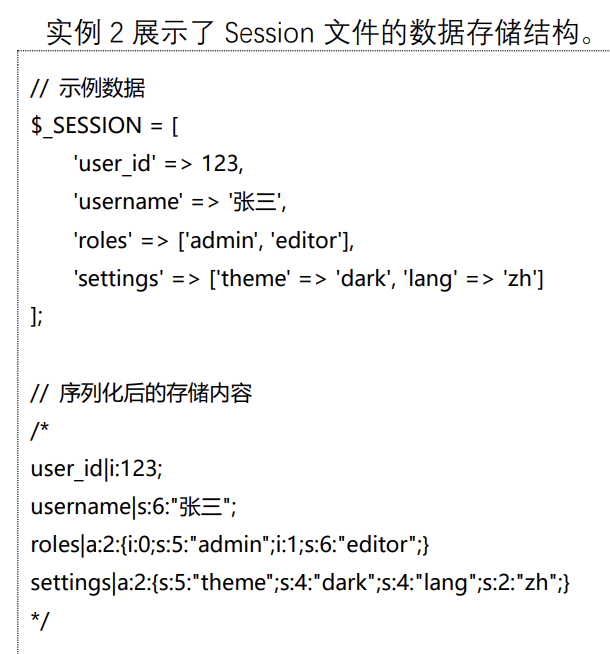 实例 2 展示了 Session 文件的数据存储结构。
// 示例数据
$_SESSION = [
    'user_id' => 123,
    'username' => '张三',
    'roles' => ['admin', 'editor'],
    'settings' => ['theme' => 'dark', 'lang' => 'zh']
];
// 序列化后的存储内容
/*
user_id|i:123;
username|s:6:"张三";
roles|a:2:{i:0;s:5:"admin";i:1;s:6:"editor";}
settings|a:2:{s:5:"theme";s:4:"dark";s:4:"lang";s:2:"zh";}
*/